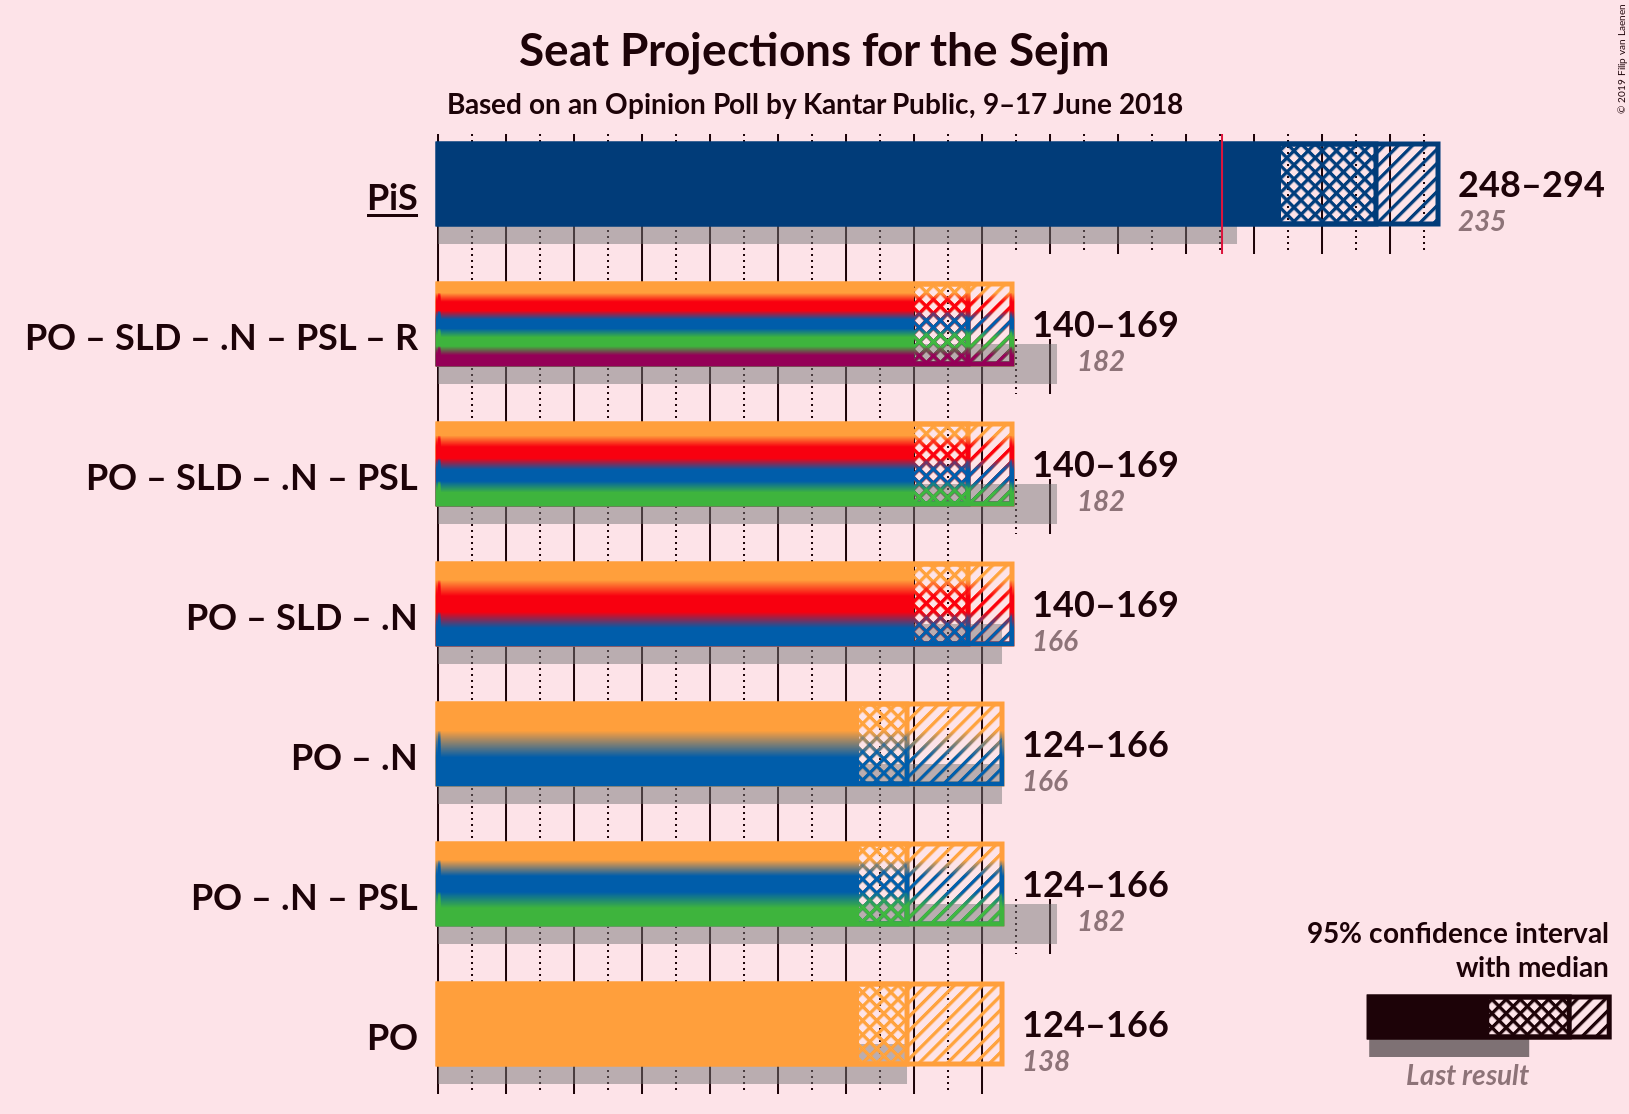 Seat Projections for the Sejm
Based on an Opinion Poll by Kantar Public, 9–17 June 2018
© 2019 Filip van Laenen
PiS
248–294
235
PO – SLD – .N – PSL – R
140–169
182
PO – SLD – .N – PSL
140–169
182
PO – SLD – .N
140–169
166
PO – .N
124–166
166
PO – .N – PSL
124–166
182
PO
124–166
138
95% confidence interval
with median
Last result